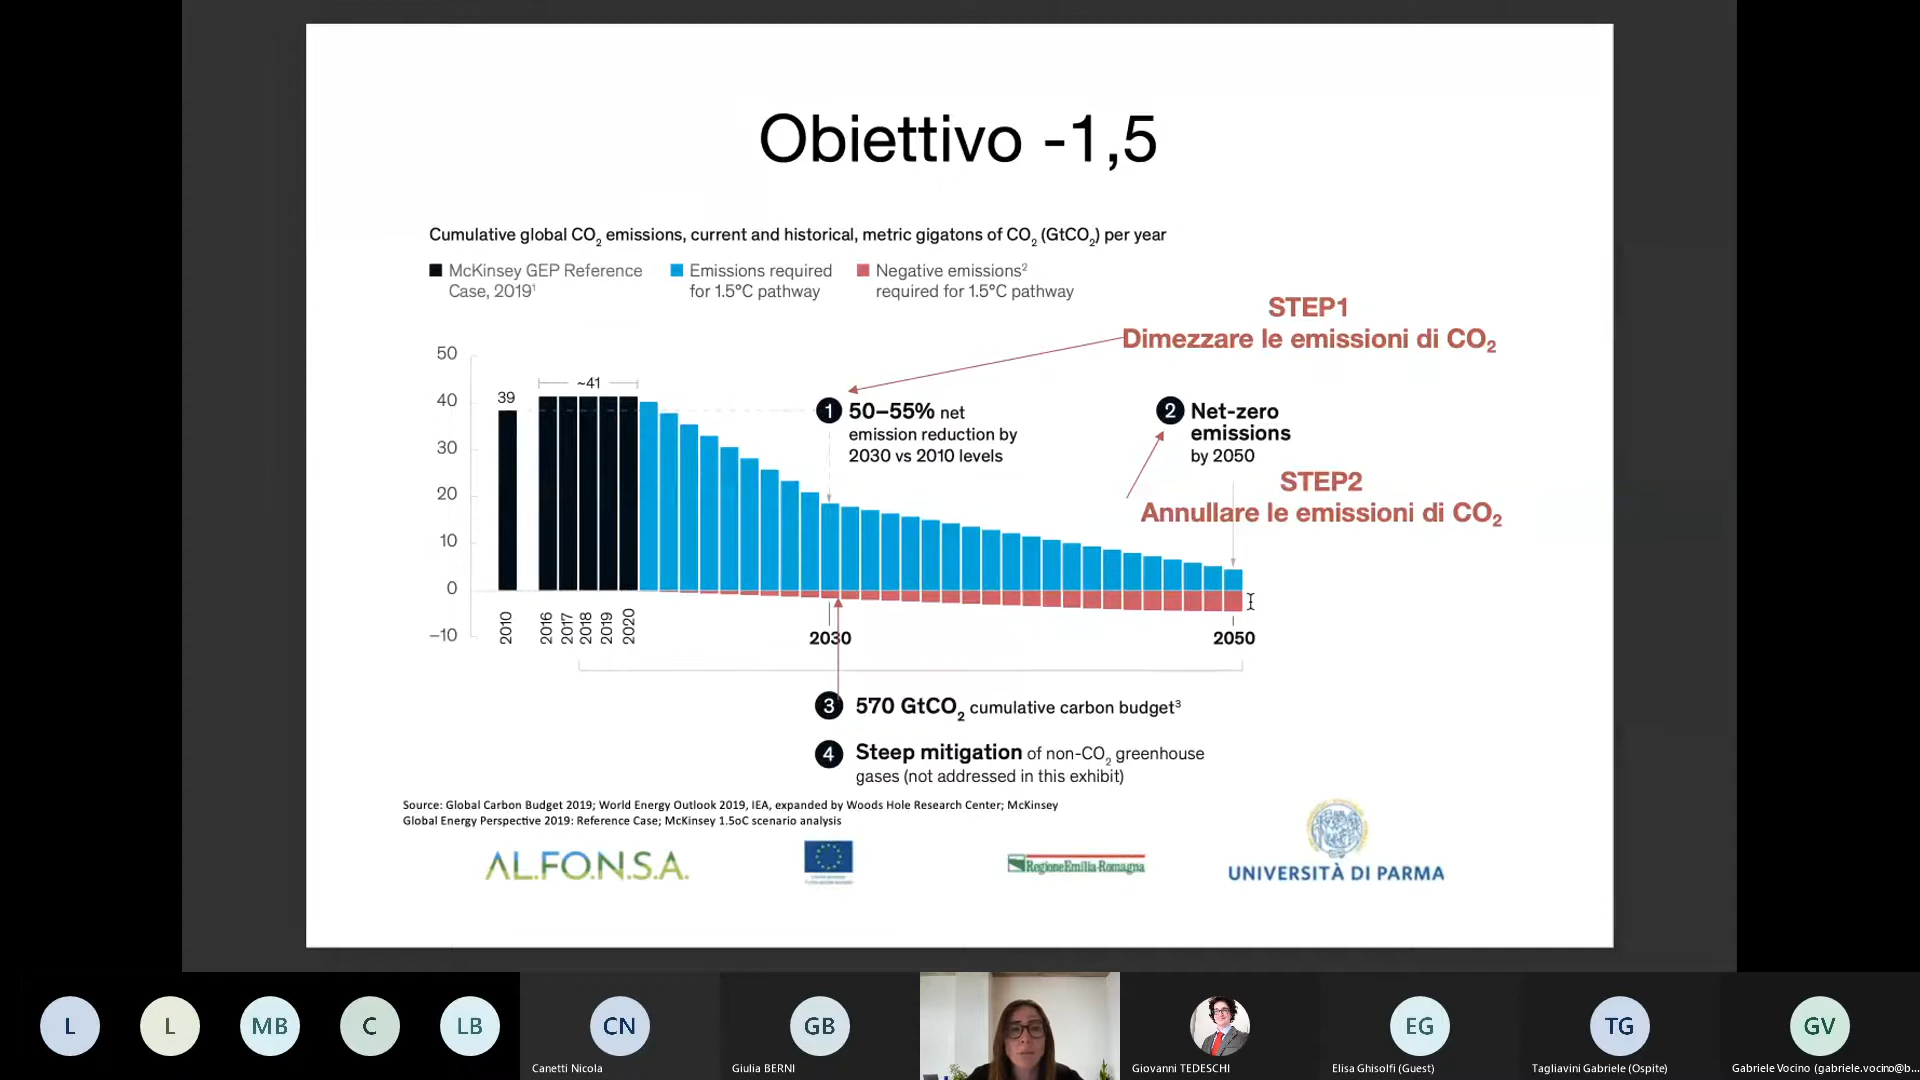 Obiettivo -1,5
Cumulative global CO₂ emissions, current and historical, metric gigatons of CO₂ (GtCO₂) per year
McKinsey GEP Reference
Case, 2019¹
Emissions required
for 1.5°C pathway
Negative emissions²
required for 1.5°C pathway
STEP1
Dimezzare le emissioni di CO₂
50
40
30
20
10
0
–10
39
~41
1 50–55% net
emission reduction by
2030 vs 2010 levels
2 Net-zero
emissions
by 2050
STEP2
Annullare le emissioni di CO₂
2010
2016
2017
2018
2019
2020
2030
2050
3 570 GtCO₂ cumulative carbon budget³
4 Steep mitigation of non-CO₂ greenhouse
gases (not addressed in this exhibit)
Source: Global Carbon Budget 2019; World Energy Outlook 2019, IEA, expanded by Woods Hole Research Center; McKinsey
Global Energy Perspective 2019: Reference Case; McKinsey 1.5oC scenario analysis
AL.FO.N.S.A.
RegioneEmilia-Romagna
UNIVERSITÀ DI PARMA
L
L
MB
C
LB
CN
GB
EG
TG
GV
Canetti Nicola
Giulia BERNI
Giovanni TEDESCHI
Elisa Ghisolfi (Guest)
Tagliavini Gabriele (Ospite)
Gabriele Vocino (gabriele.vocino@b...